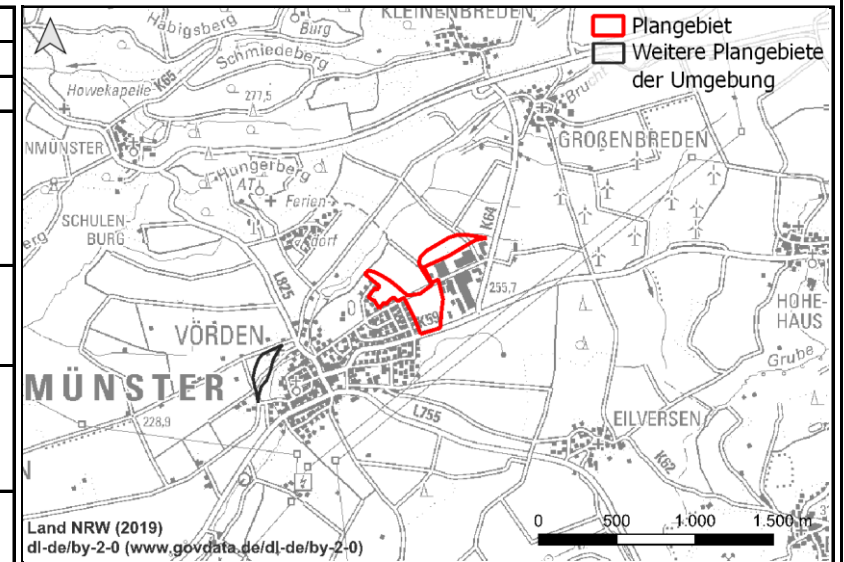 Plangebiet
Weitere Plangebiete
der Umgebung
KLEINENBREDEN
Habigsberg
Burg
Schmiedeberg
K65
Howekapelle
277,5
Brucht
GROßENBREDEN
NMÜNSTER
Hungerberg
AT
Ferien-
dorf
SCHULEN-
BURG
erg
K64
L825
255,7
HOHE-
HAUS
VÖRDEN
K59
Grube
MÜNSTER
228,9
L755
EILVERSEN
K62
N
Land NRW (2019)
dl-de/by-2-0 (www.govdata.de/dl-de/by-2-0)
0 500 1.000 1.500 m